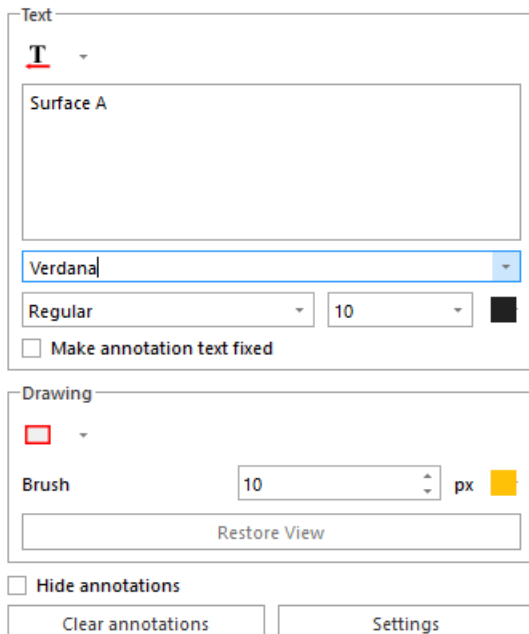 Text
T
Surface A
Verdana
Regular 10
Make annotation text fixed
Drawing
Brush 10 px
Restore View
Hide annotations
Clear annotations Settings